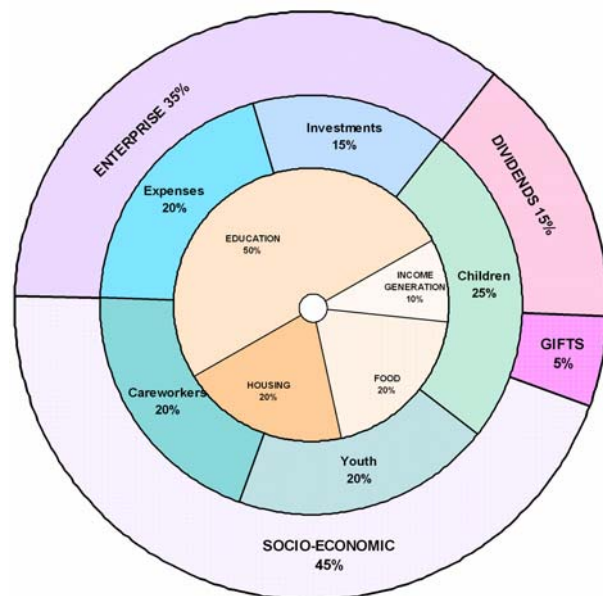 ENTERPRISE 35%
DIVIDENDS 15%
GIFTS
5%
SOCIO-ECONOMIC
45%
Investments
15%
Expenses
20%
Children
25%
Careworkers
20%
Youth
20%
EDUCATION
50%
INCOME
GENERATION
10%
FOOD
20%
HOUSING
20%